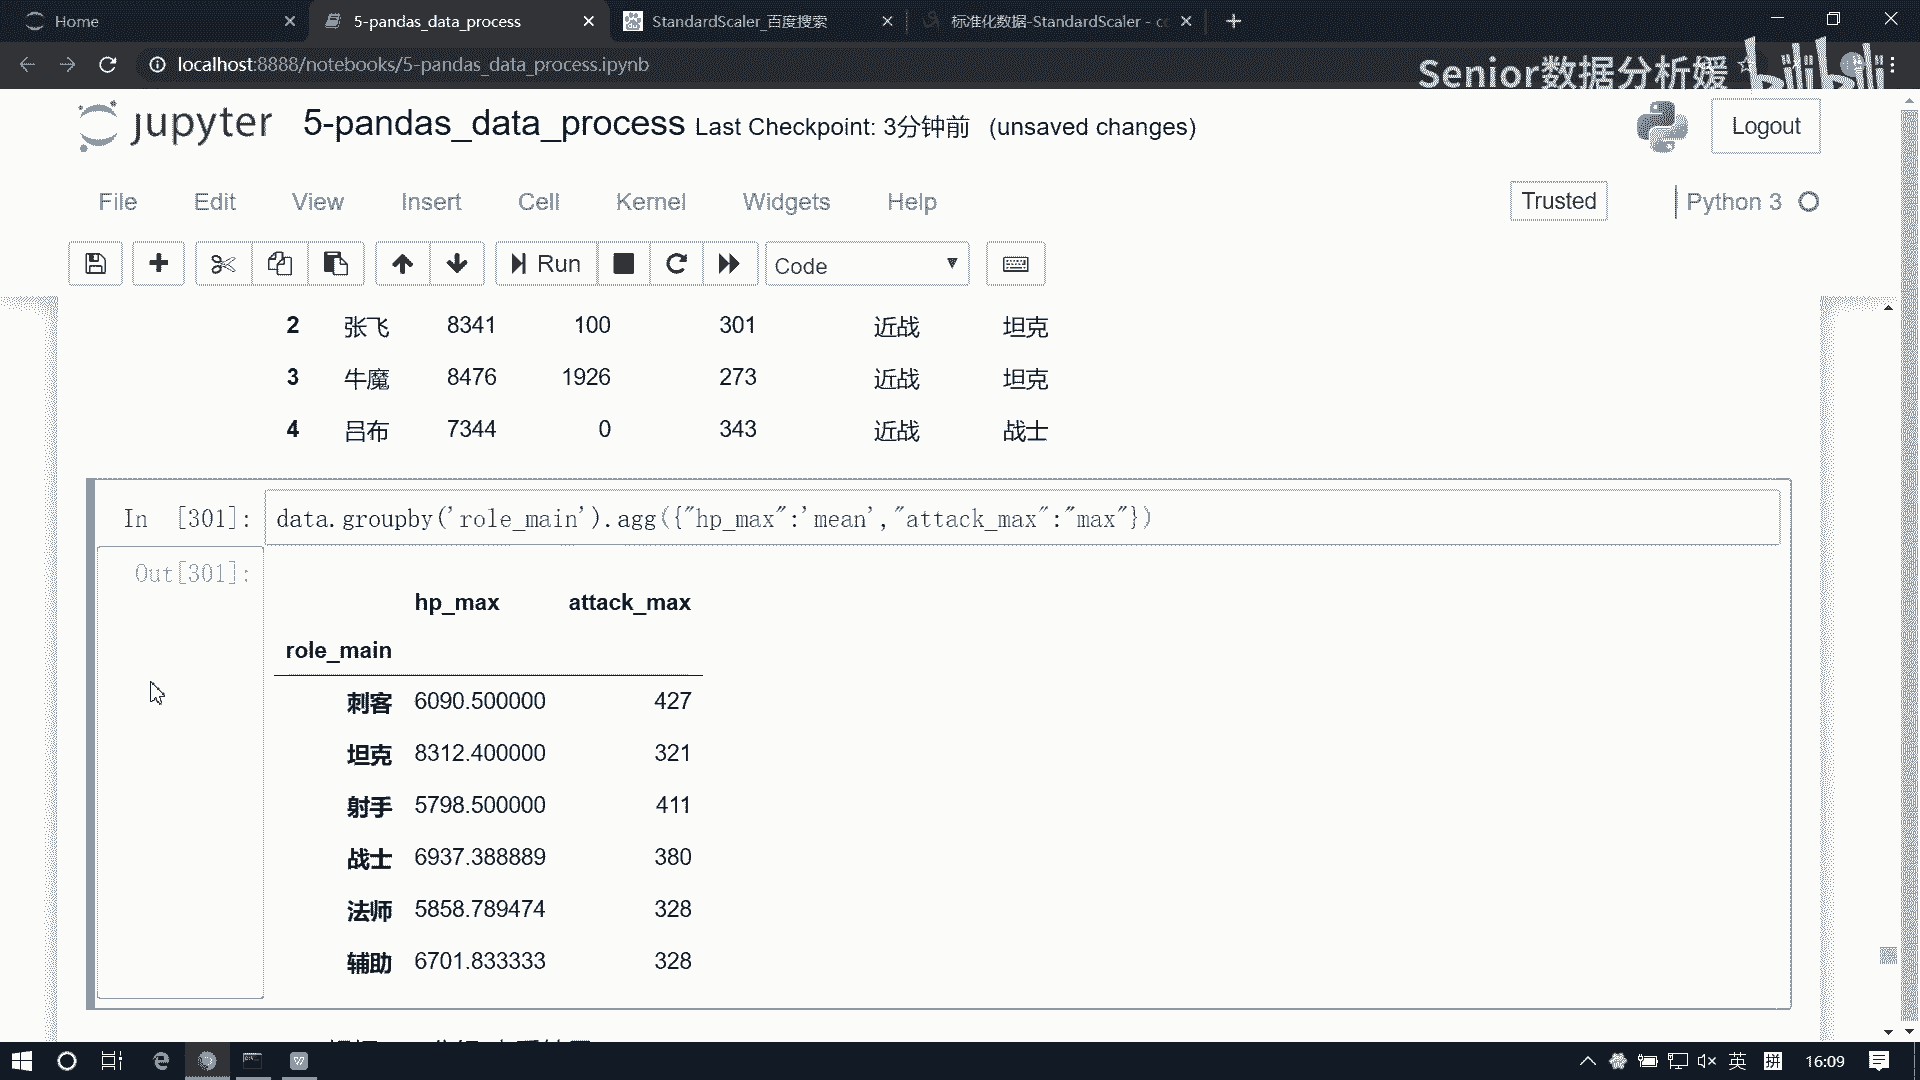 Home
5-pandas_data_process
StandardScaler_百度搜索
标准化数据-StandardScaler - c
localhost:8888/notebooks/5-pandas_data_process.ipynb
Senior数据分析媛
bilibili
jupyter 5-pandas_data_process Last Checkpoint: 3分钟前 (unsaved changes)
Logout
File Edit View Insert Cell Kernel Widgets Help
Trusted
Python 3
Run
Code
2 张飞 8341 100 301 近战 坦克
3 牛魔 8476 1926 273 近战 坦克
4 吕布 7344 0 343 近战 战士
In [301]: data.groupby('role_main').agg({"hp_max":'mean',"attack_max":"max"})
Out[301]:
hp_max attack_max
role_main
刺客 6090.500000 427
坦克 8312.400000 321
射手 5798.500000 411
战士 6937.388889 380
法师 5858.789474 328
辅助 6701.833333 328
英
拼
16:09